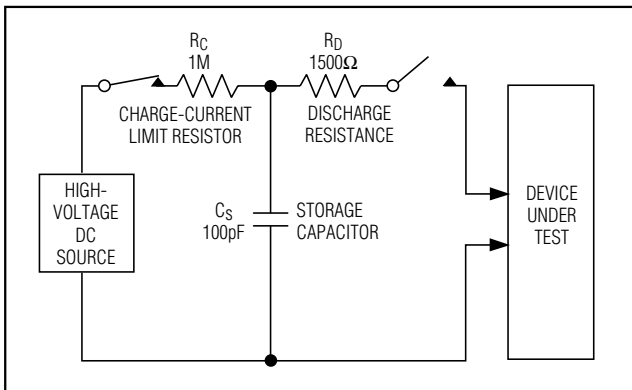 RC
1M
CHARGE-CURRENT
LIMIT RESISTOR
RD
1500Ω
DISCHARGE
RESISTANCE
HIGH-
VOLTAGE
DC
SOURCE
CS
100pF
STORAGE
CAPACITOR
DEVICE
UNDER
TEST